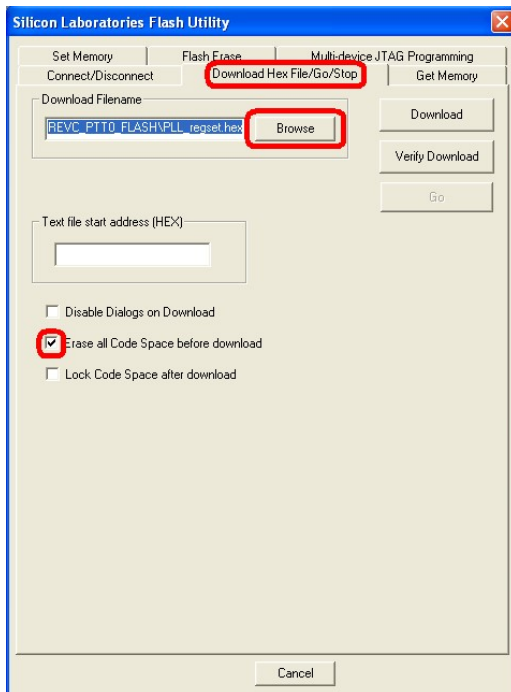 Silicon Laboratories Flash Utility
Set Memory Flash Erase Multi-device JTAG Programming
Connect/Disconnect Download Hex File/Go/Stop Get Memory
Download Filename
REVC_PTT0_FLASH\PLL_regset.hex Browse
Download
Verify Download
Go
Text file start address (HEX)
Disable Dialogs on Download
Erase all Code Space before download
Lock Code Space after download
Cancel